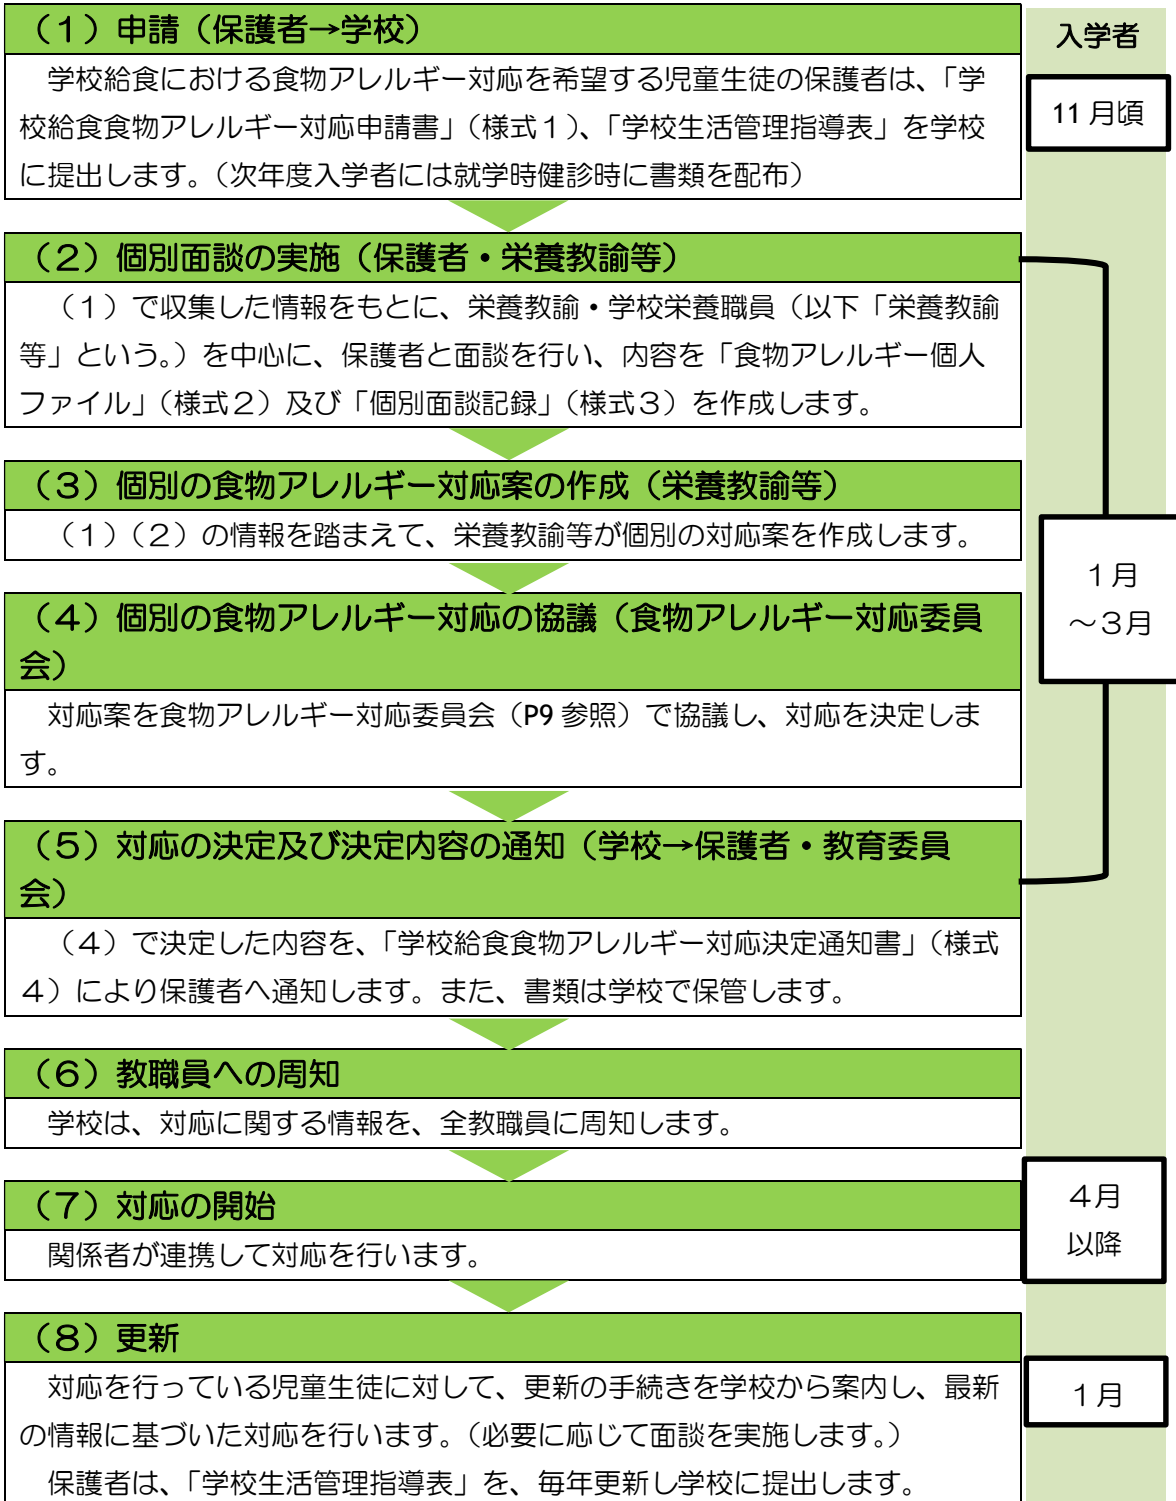 （１）申請（保護者→学校）
学校給食における食物アレルギー対応を希望する児童生徒の保護者は、「学
校給食食物アレルギー対応申請書」（様式１）、「学校生活管理指導表」を学校
に提出します。（次年度入学者には就学時健診時に書類を配布）
入学者
11 月頃
（２）個別面談の実施（保護者・栄養教諭等）
（１）で収集した情報をもとに、栄養教諭・学校栄養職員（以下「栄養教諭
等」という。）を中心に、保護者と面談を行い、内容を「食物アレルギー個人
ファイル」（様式２）及び「個別面談記録」（様式３）を作成します。
（３）個別の食物アレルギー対応案の作成（栄養教諭等）
（１）（２）の情報を踏まえて、栄養教諭等が個別の対応案を作成します。
（４）個別の食物アレルギー対応の協議（食物アレルギー対応委員
会）
対応案を食物アレルギー対応委員会（P9 参照）で協議し、対応を決定しま
す。
１月
～３月
（５）対応の決定及び決定内容の通知（学校→保護者・教育委員
会）
（４）で決定した内容を、「学校給食食物アレルギー対応決定通知書」（様式
４）により保護者へ通知します。また、書類は学校で保管します。
（６）教職員への周知
学校は、対応に関する情報を、全教職員に周知します。
（７）対応の開始
関係者が連携して対応を行います。
４月
以降
（８）更新
対応を行っている児童生徒に対して、更新の手続きを学校から案内し、最新
の情報に基づいた対応を行います。（必要に応じて面談を実施します。）
保護者は、「学校生活管理指導表」を、毎年更新し学校に提出します。
１月